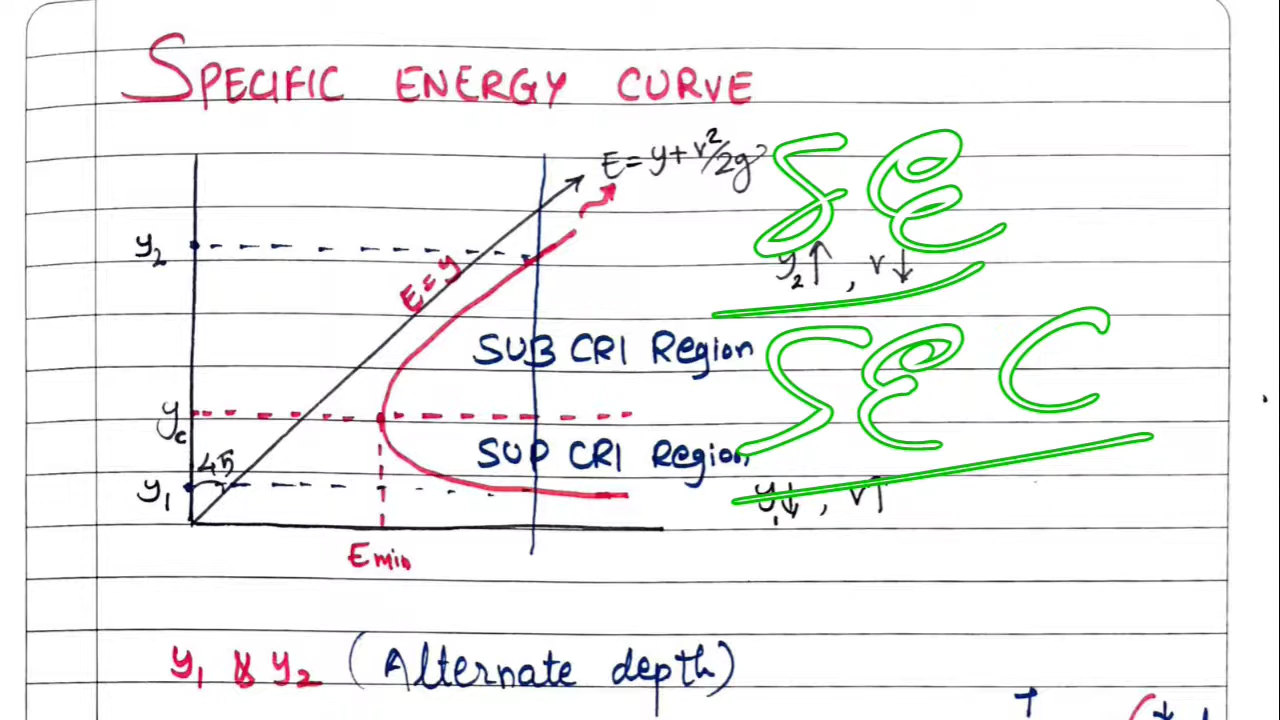 SPECIFIC ENERGY CURVE
E = y + v²/2g
SE
y₂
E = y
y₂↑, v↓
SUB CRI Region
SEC
yc
SUP CRI Region
45
y₁
y₁↓, v↑
Emin
y₁ & y₂ (Alternate depth)